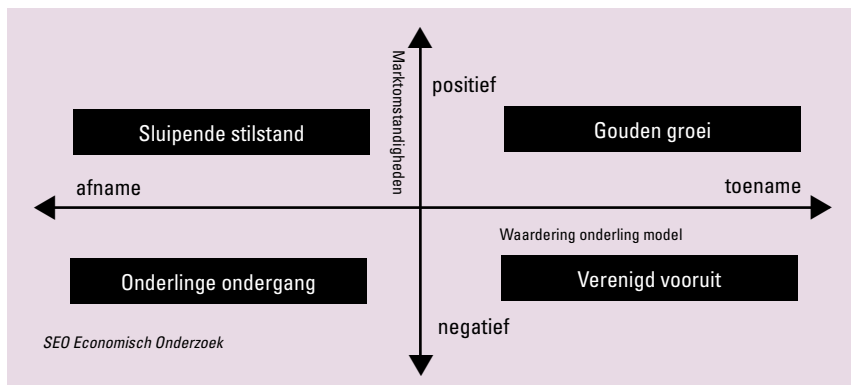 Marktomstandigheden
positief
Sluipende stilstand
Gouden groei
afname
toename
Waardering onderling model
Onderlinge ondergang
Verenigd vooruit
negatief
SEO Economisch Onderzoek